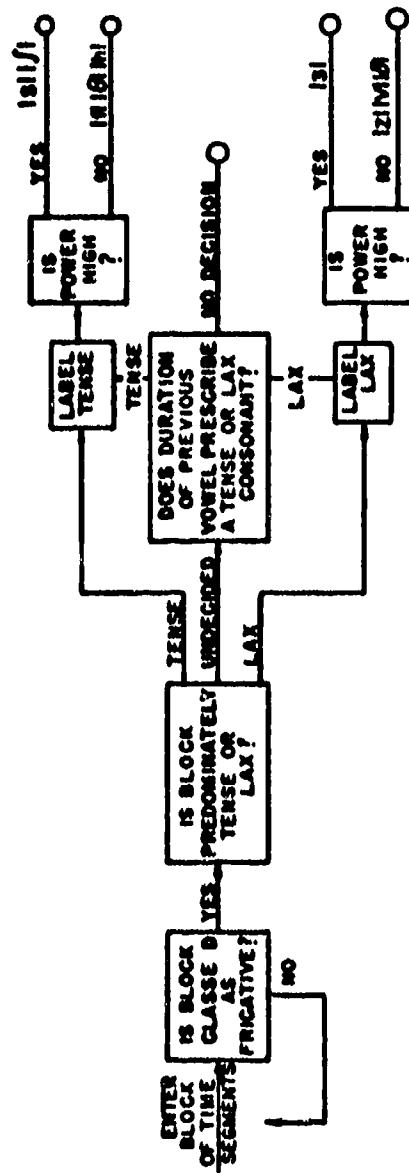 ENTER
BLOCK
OF TIME
SEGMENTS
IS BLOCK
CLASSE D
AS
FRICATIVE?
NO
YES
IS BLOCK
PREDOMINATELY
TENSE OR
LAX?
TENSE
UNDECIDED
LAX
DOES DURATION
OF PREVIOUS
VOWEL PRESCRIBE
A TENSE OR LAX
CONSONANT?
TENSE
LAX
NO DECISION
LABEL
TENSE
IS
POWER
HIGH
?
YES
|s| |ʃ|
NO
LABEL
LAX
IS
POWER
HIGH
?
YES
|ʒ|
NO